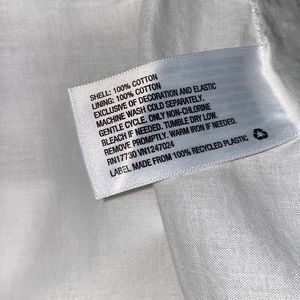 SHELL: 100% COTTON
LINING: 100% COTTON
EXCLUSIVE OF DECORATION AND ELASTIC
MACHINE WASH COLD SEPARATELY.
GENTLE CYCLE. ONLY NON-CHLORINE
BLEACH IF NEEDED. TUMBLE DRY LOW.
REMOVE PROMPTLY. WARM IRON IF NEEDED.
RN17730 VN1247024
LABEL MADE FROM 100% RECYCLED PLASTIC